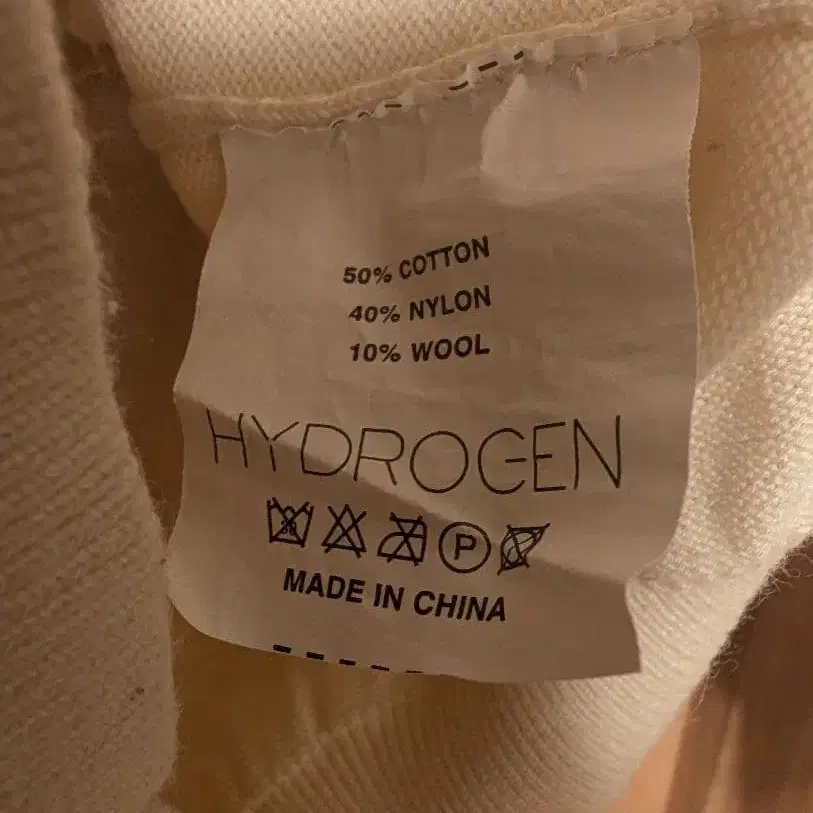 50% COTTON
40% NYLON
10% WOOL
HYDROGEN
P
MADE IN CHINA